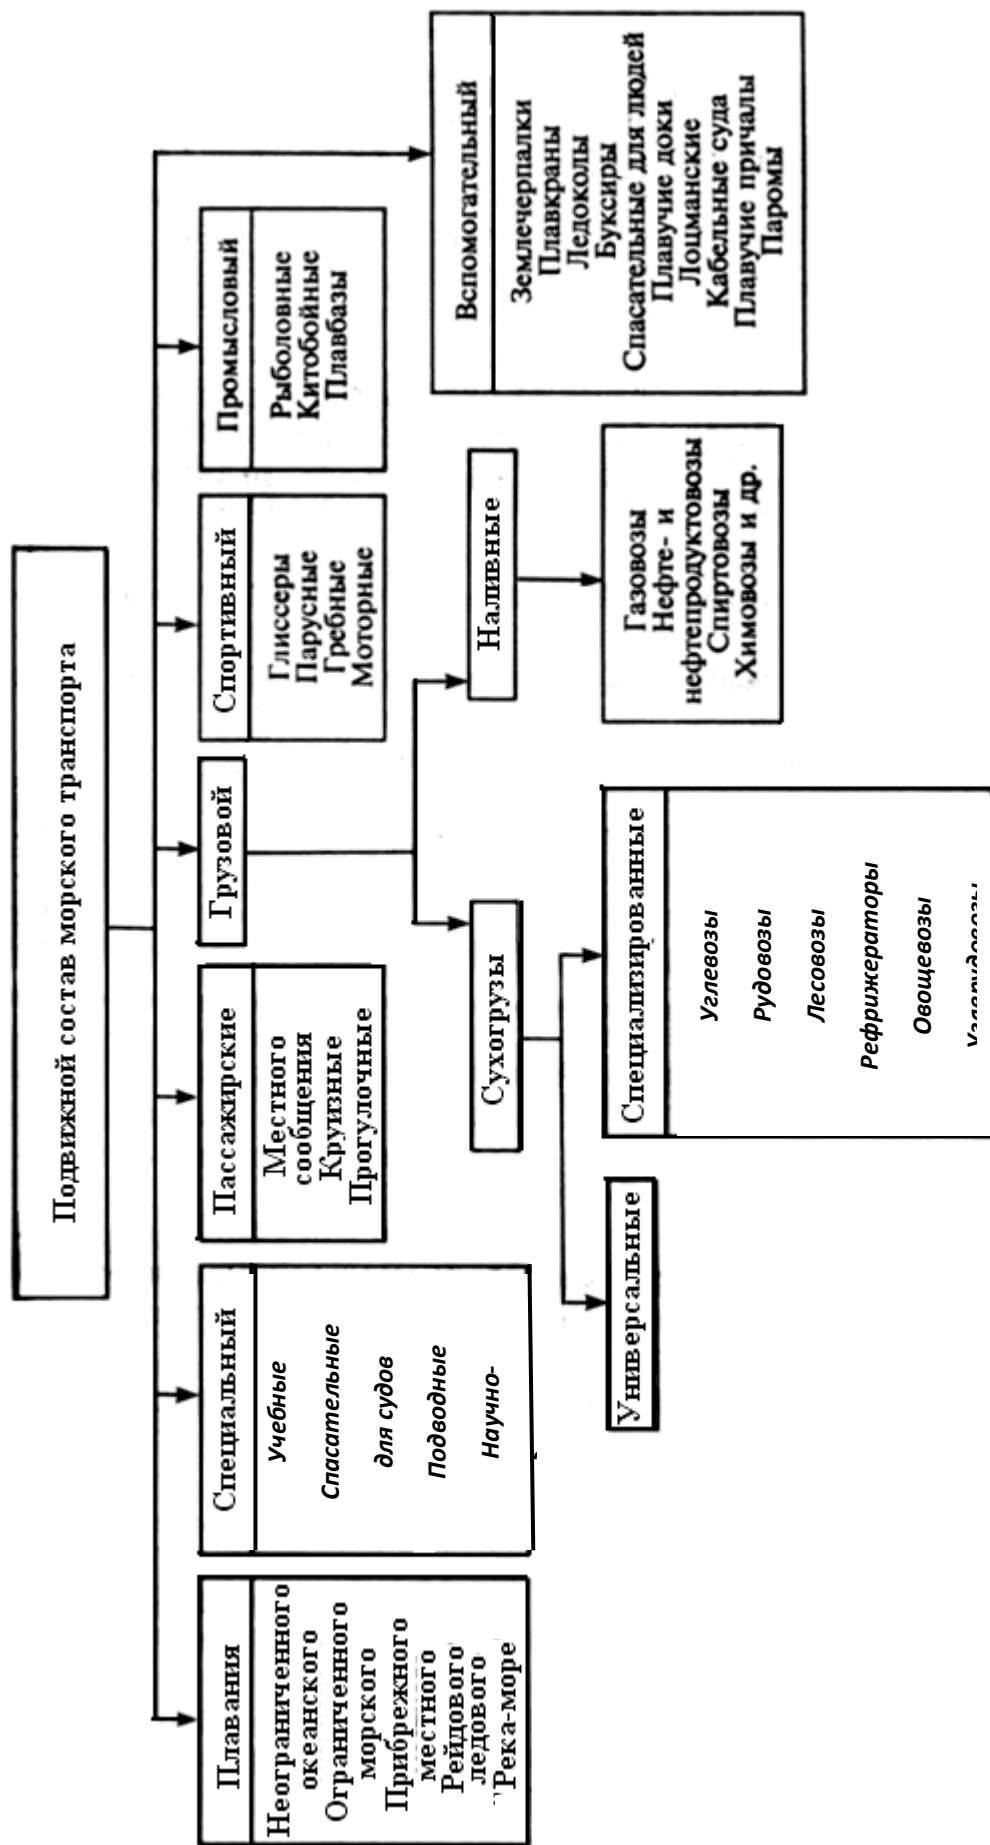 Подвижной состав морского транспорта
Плавания
Неограниченного
океанского
Ограниченного
морского
Прибрежного
местного
Рейдового
ледового
"Река-море
Специальный
Учебные
Спасательные
для судов
Подводные
Научно-
Пассажирские
Местного
сообщения
Круизные
Прогулочные
Грузовой
Спортивный
Глиссеры
Парусные
Гребные
Моторные
Промысловый
Рыболовные
Китобойные
Плавбазы
Вспомогательный
Землечерпалки
Плавкраны
Ледоколы
Буксиры
Спасательные для людей
Плавучие доки
Лоцманские
Кабельные суда
Плавучие причалы
Паромы
Сухогрузы
Наливные
Универсальные
Специализированные
Углевозы
Рудовозы
Лесовозы
Рефрижераторы
Овощевозы
Газовозы
Нефте- и
нефтепродуктовозы
Спиртовозы
Химовозы и др.